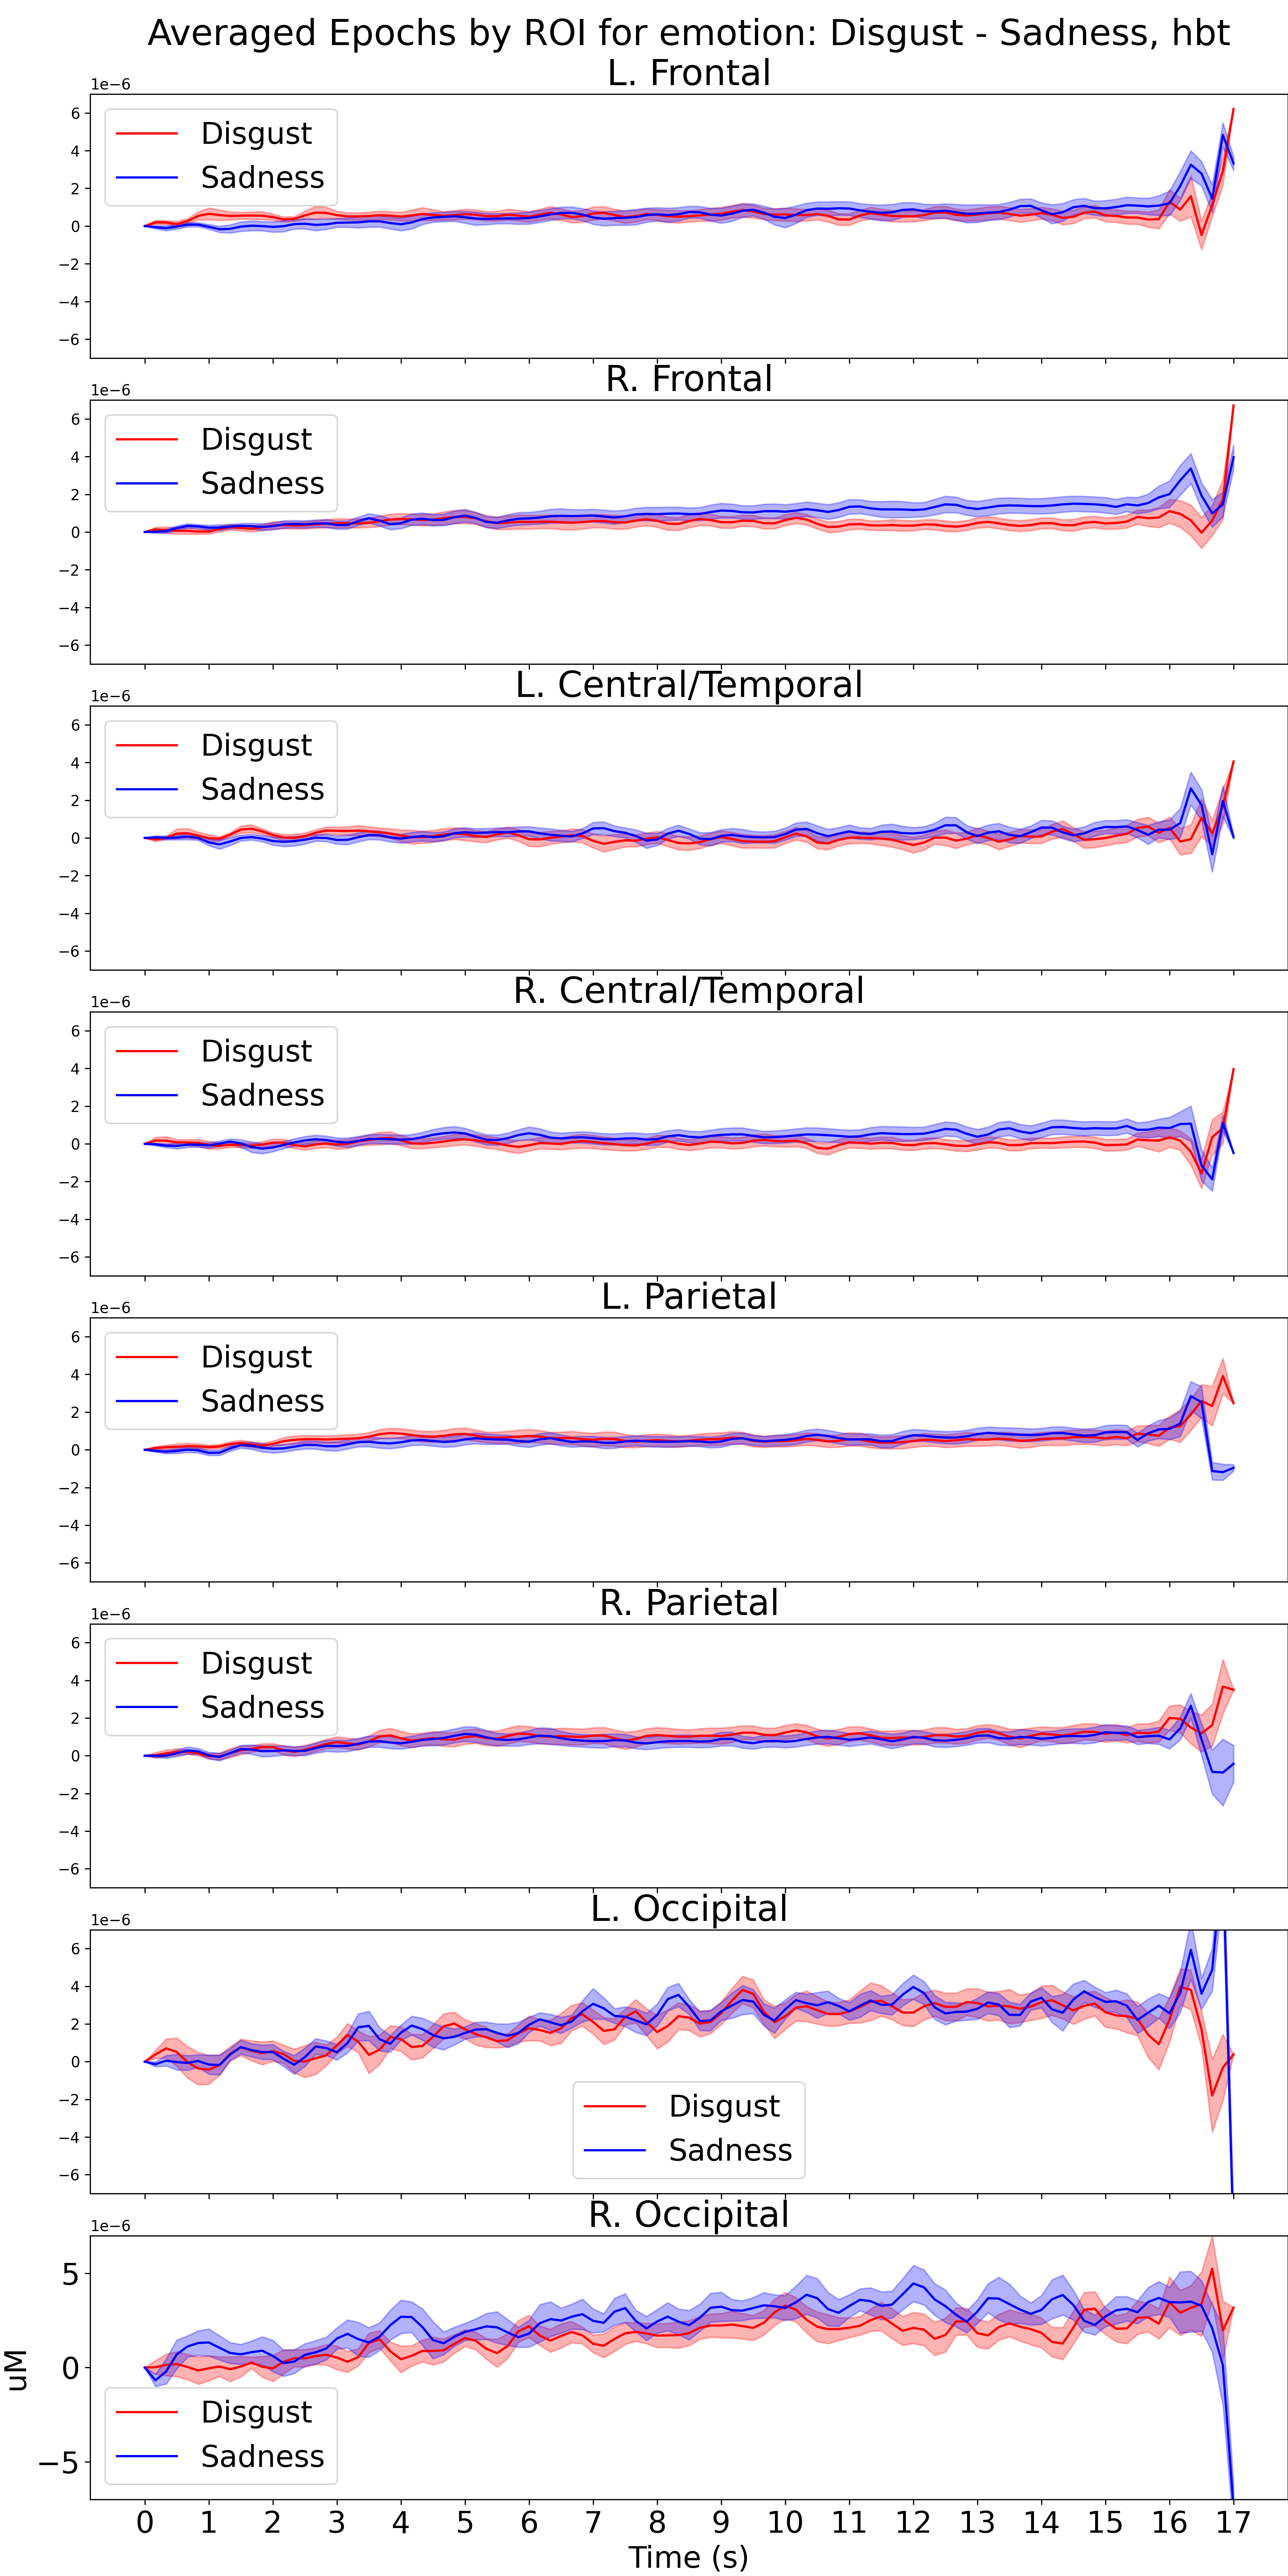 Averaged Epochs by ROI for emotion: Disgust - Sadness, hbt
L. Frontal
1e−6
Disgust
Sadness
6
4
2
0
−2
−4
−6
R. Frontal
1e−6
Disgust
Sadness
6
4
2
0
−2
−4
−6
L. Central/Temporal
1e−6
Disgust
Sadness
6
4
2
0
−2
−4
−6
R. Central/Temporal
1e−6
Disgust
Sadness
6
4
2
0
−2
−4
−6
L. Parietal
1e−6
Disgust
Sadness
6
4
2
0
−2
−4
−6
R. Parietal
1e−6
Disgust
Sadness
6
4
2
0
−2
−4
−6
L. Occipital
1e−6
6
4
2
0
−2
−4
−6
Disgust
Sadness
R. Occipital
1e−6
5
0
−5
uM
Disgust
Sadness
0 1 2 3 4 5 6 7 8 9 10 11 12 13 14 15 16 17
Time (s)